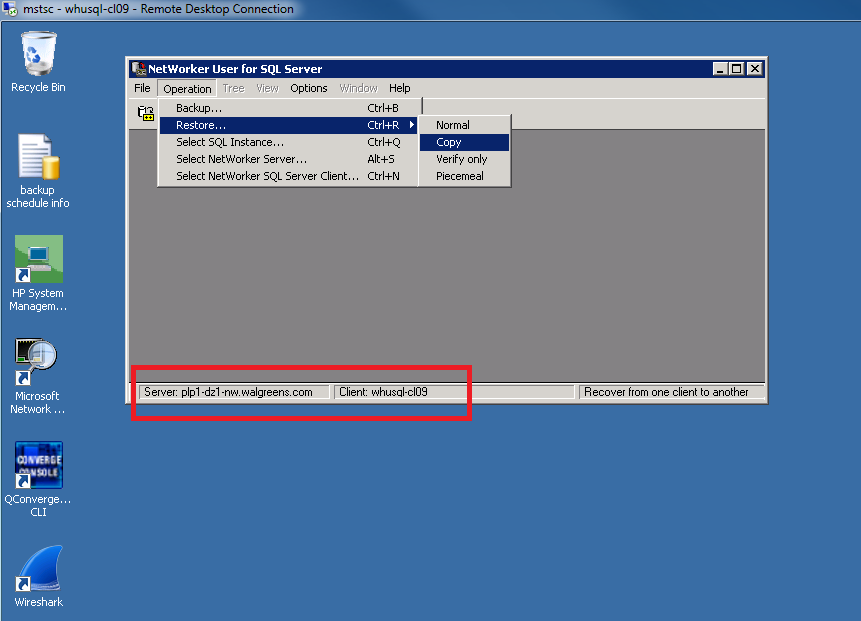 mstsc - whusql-cl09 - Remote Desktop Connection
Recycle Bin
backup
schedule info
HP System
Managem...
Microsoft
Network ...
CONVERGE
CONSOLE
QConverge...
CLI
Wireshark
NetWorker User for SQL Server
File Operation Tree View Options Window Help
Backup... Ctrl+B
Restore... Ctrl+R
Select SQL Instance... Ctrl+Q
Select NetWorker Server... Alt+S
Select NetWorker SQL Server Client... Ctrl+N
Normal
Copy
Verify only
Piecemeal
Server: plp1-dz1-nw.walgreens.com Client: whusql-cl09 Recover from one client to another